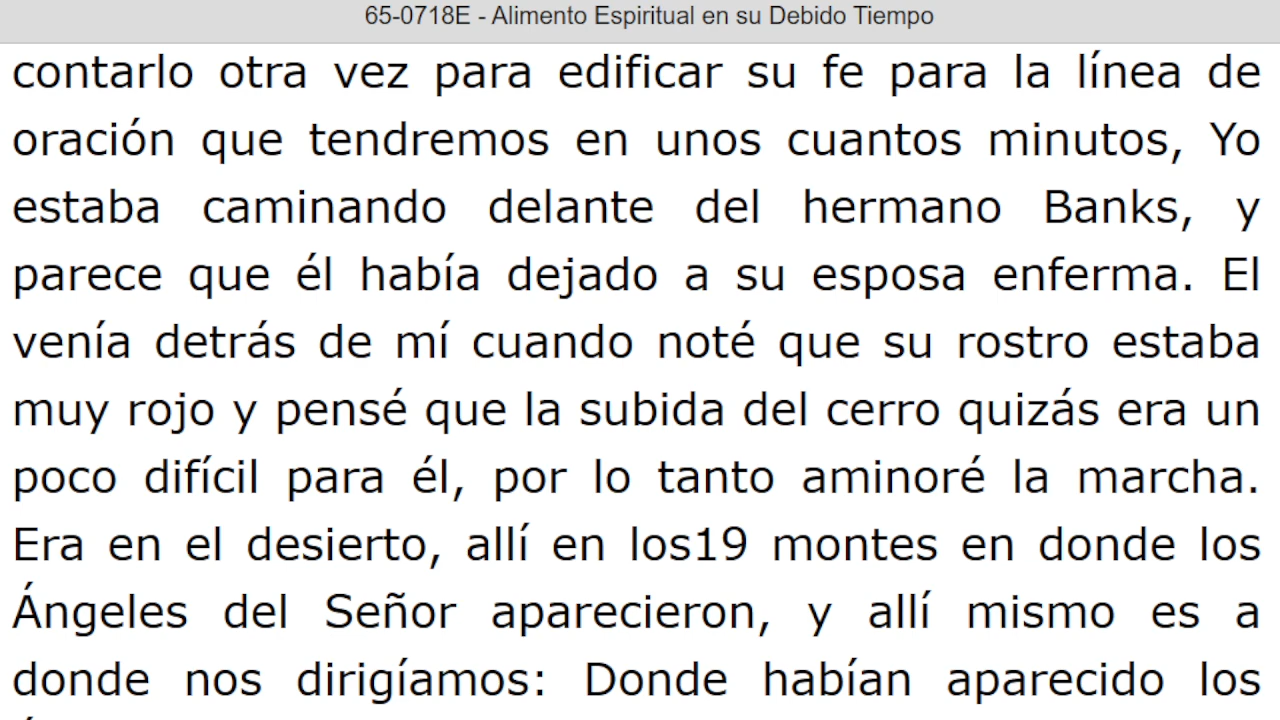 65-0718E - Alimento Espiritual en su Debido Tiempo
contarlo otra vez para edificar su fe para la línea de
oración que tendremos en unos cuantos minutos, Yo
estaba caminando delante del hermano Banks, y
parece que él había dejado a su esposa enferma. El
venía detrás de mí cuando noté que su rostro estaba
muy rojo y pensé que la subida del cerro quizás era un
poco difícil para él, por lo tanto aminoré la marcha.
Era en el desierto, allí en los19 montes en donde los
Ángeles del Señor aparecieron, y allí mismo es a
donde nos dirigíamos: Donde habían aparecido los